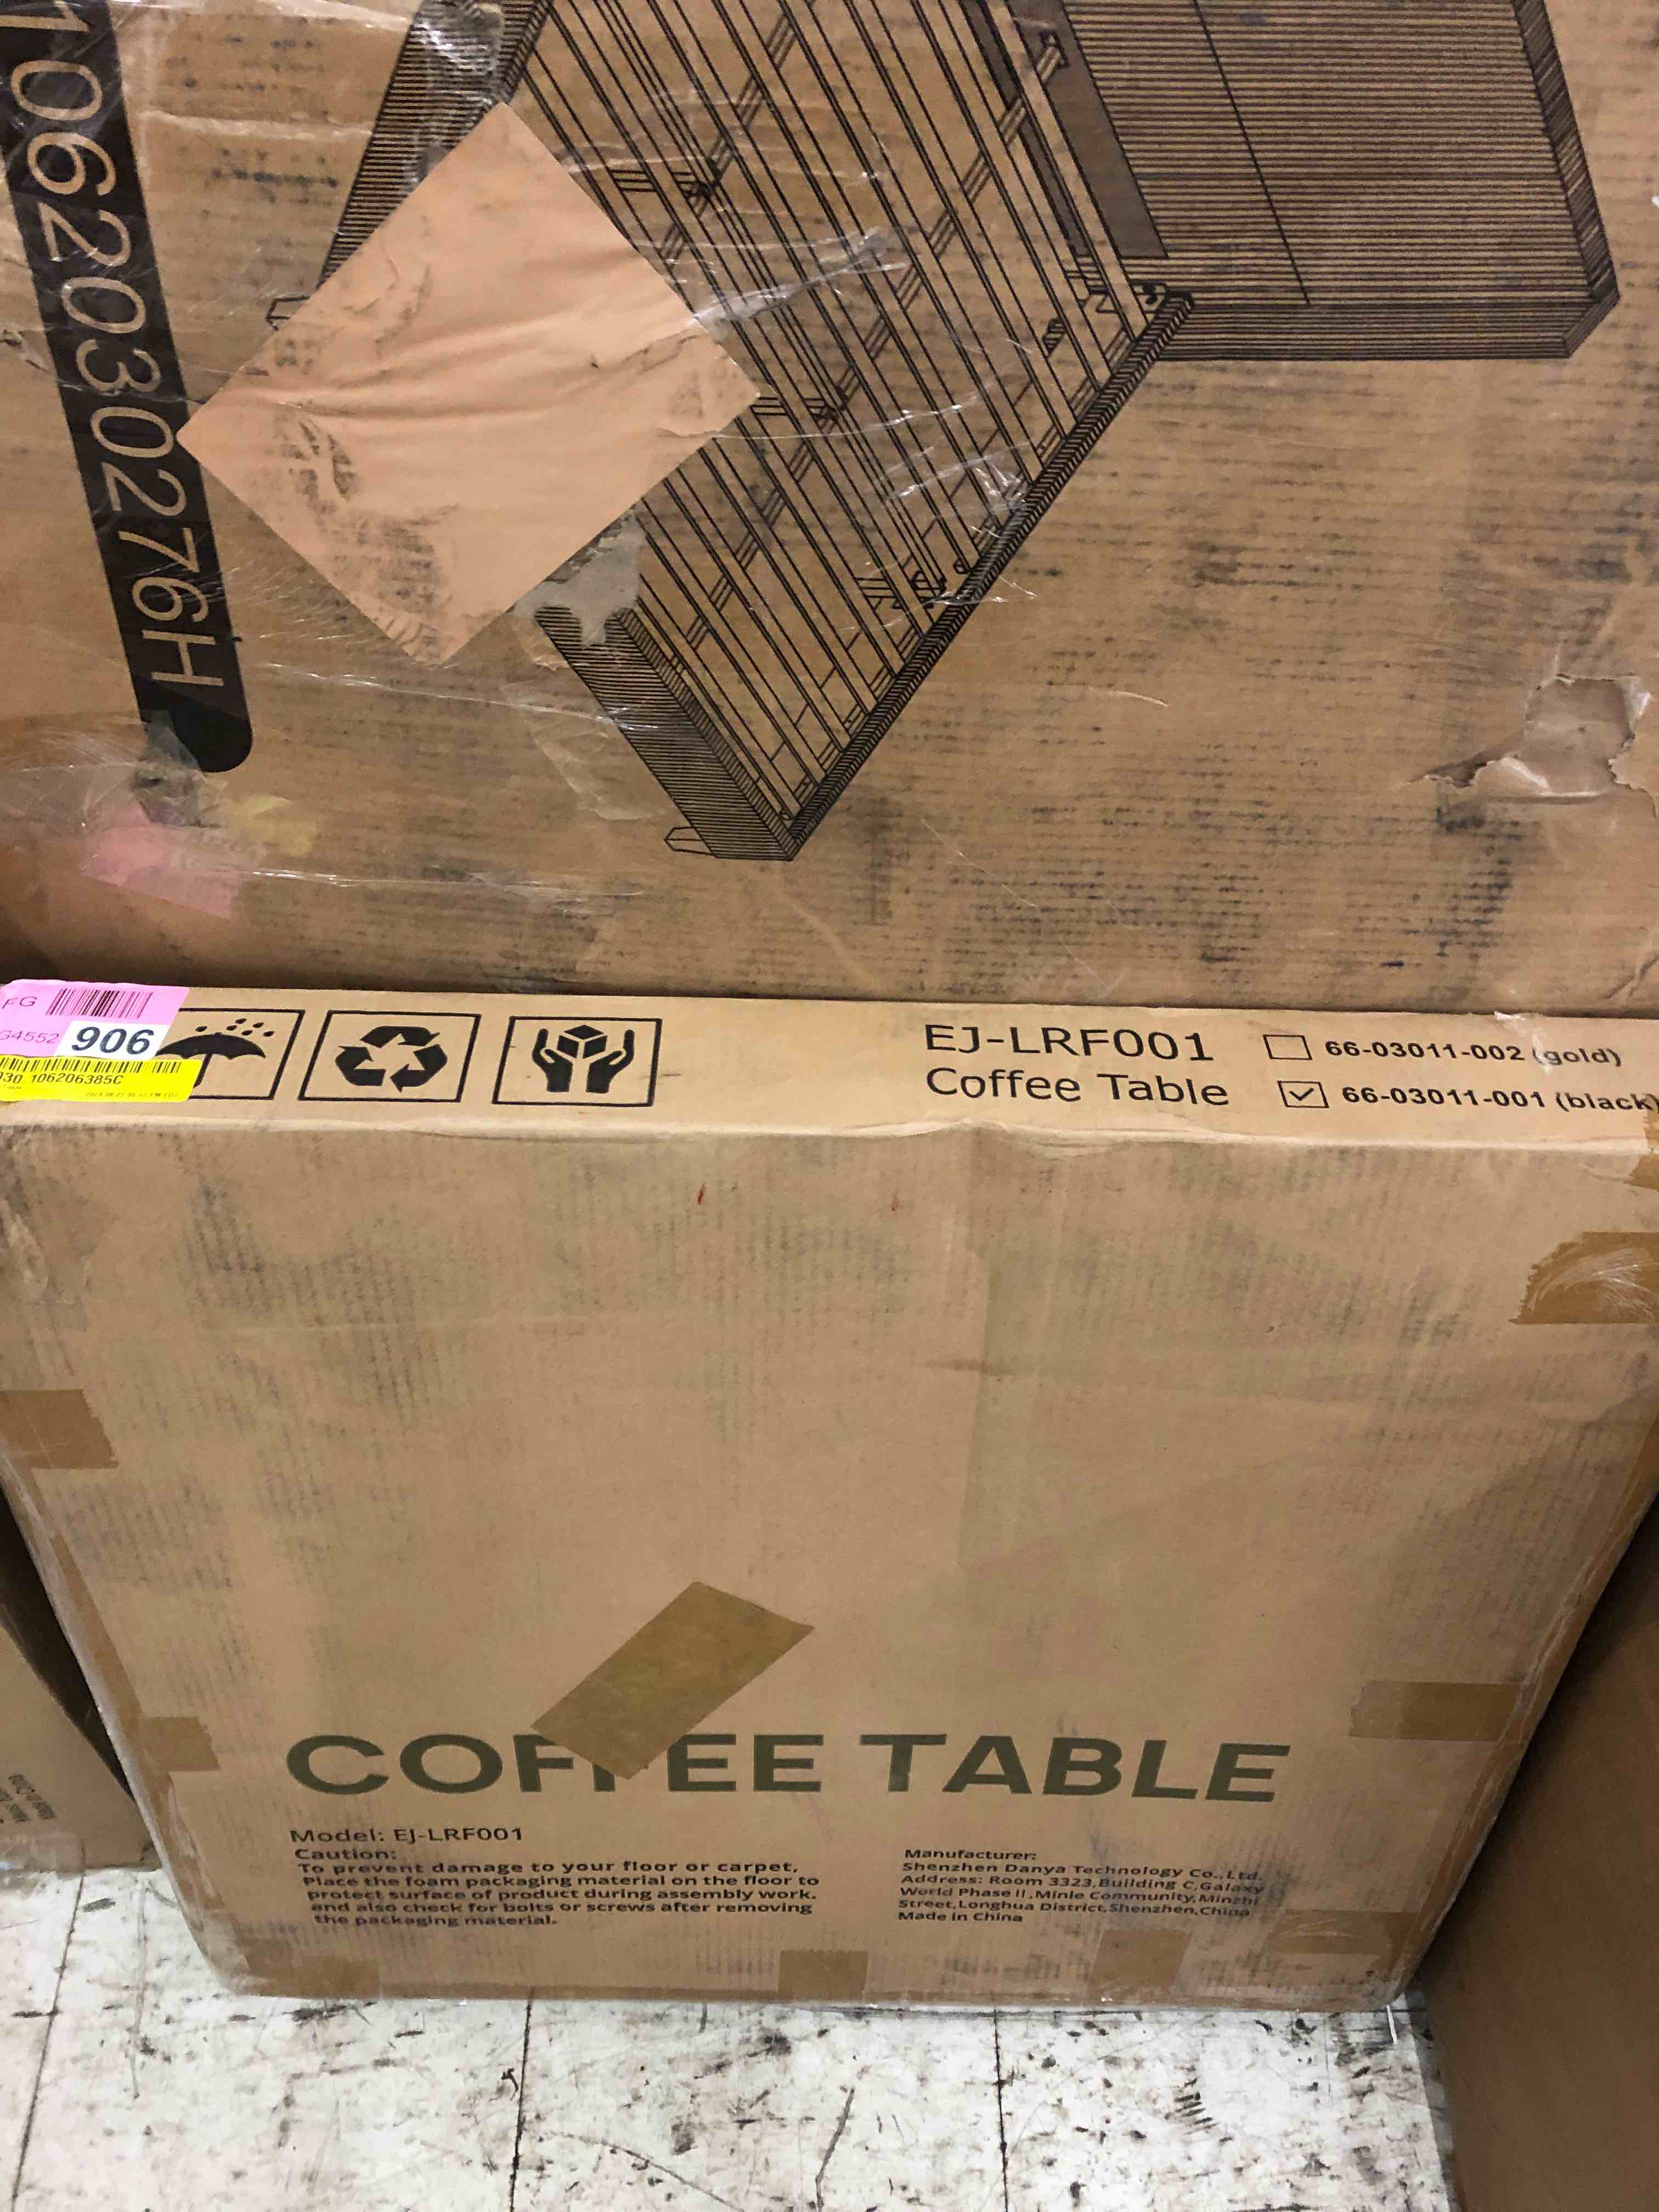 1062030276H
FG
G4552
906
930 106206385C
EJ-LRF001
Coffee Table
66-03011-002 (gold)
66-03011-001 (black)
COFFEE TABLE
Model: EJ-LRF001
Caution:
To prevent damage to your floor or carpet,
Place the foam packaging material on the floor to
protect surface of product during assembly work.
and also check for bolts or screws after removing
the packaging material.
Manufacturer:
Shenzhen Danya Technology Co.,Ltd.
Address: Room 3323,Building C,Galaxy
World Phase II ,Minle Community,Minzhi
Street,Longhua District,Shenzhen,China
Made in China